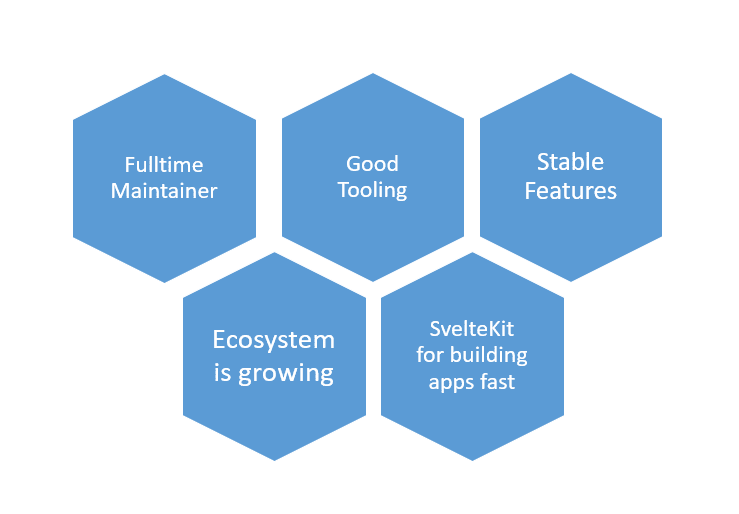 Fulltime
Maintainer
Good
Tooling
Stable
Features
Ecosystem
is growing
SvelteKit
for building
apps fast